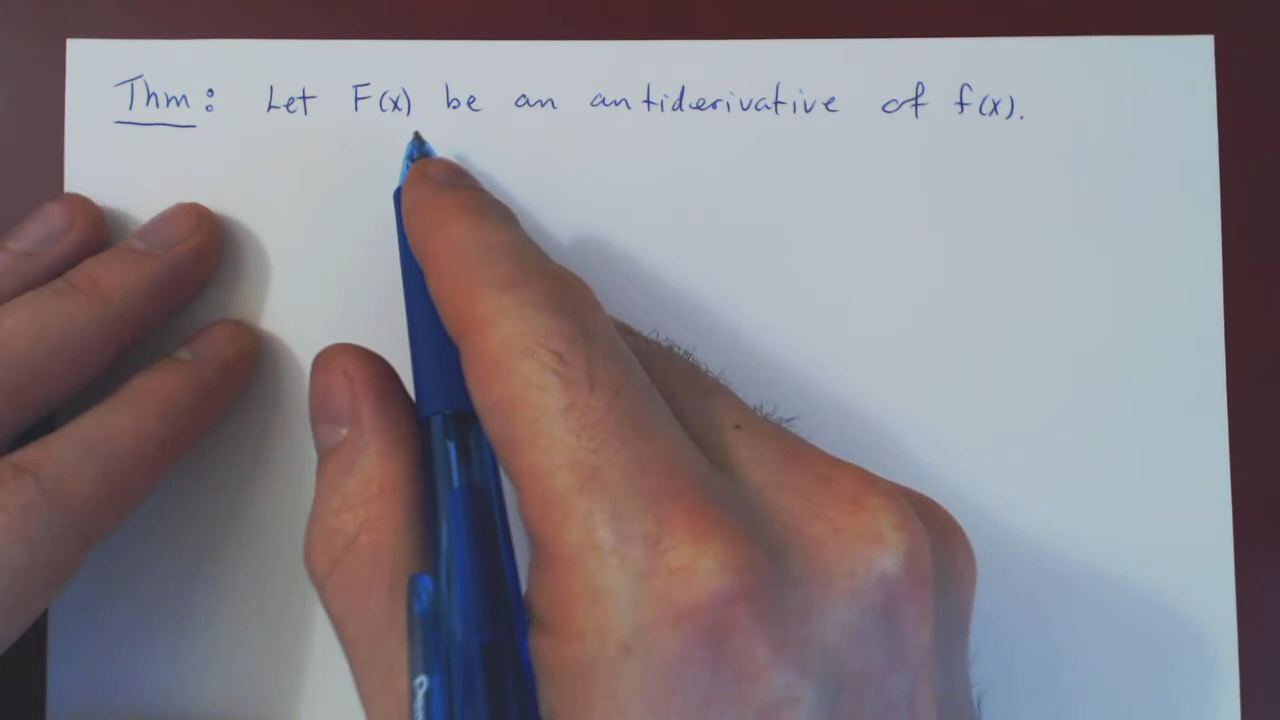 Thm: Let F(x) be an antiderivative of f(x).